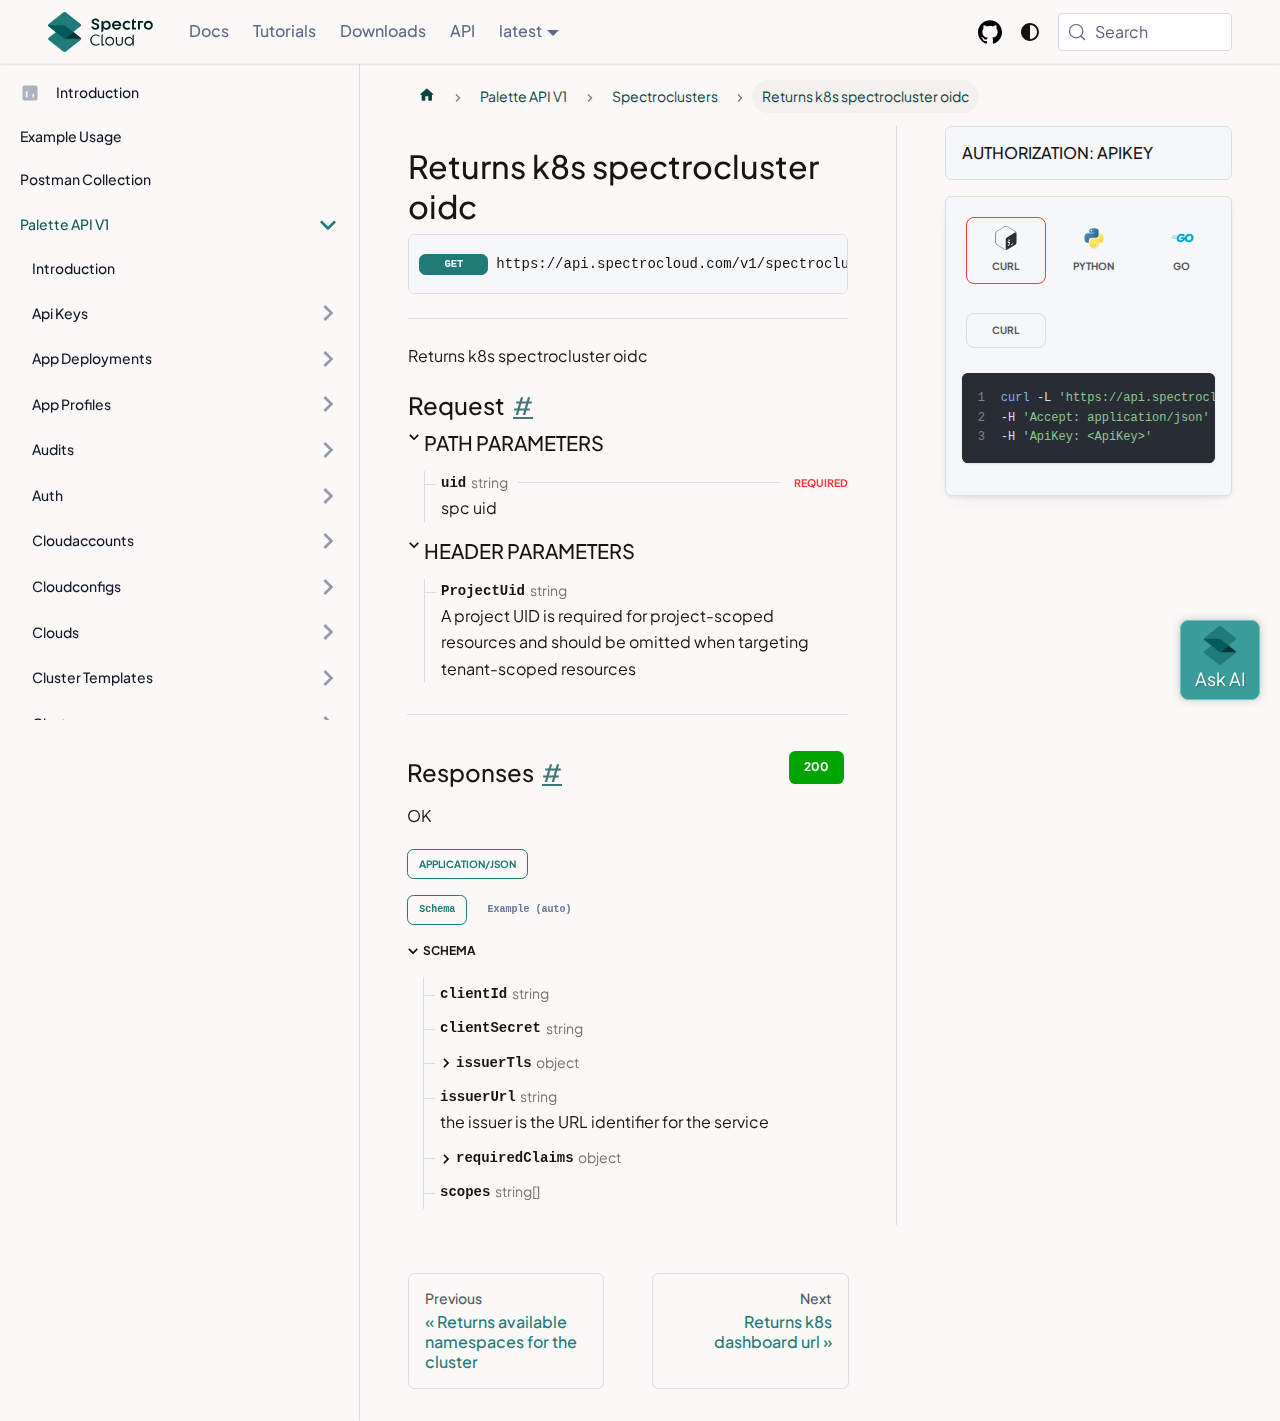 Spectro Cloud
Docs Tutorials Downloads API latest
Search
Introduction
Example Usage
Postman Collection
Palette API V1
Introduction
Api Keys
App Deployments
App Profiles
Audits
Auth
Cloudaccounts
Cloudconfigs
Clouds
Cluster Templates
Palette API V1 Spectroclusters Returns k8s spectrocluster oidc
Returns k8s spectrocluster
oidc
GET https://api.spectrocloud.com/v1/spectroclu
Returns k8s spectrocluster oidc
Request #
PATH PARAMETERS
uid string REQUIRED
spc uid
HEADER PARAMETERS
ProjectUid string
A project UID is required for project-scoped
resources and should be omitted when targeting
tenant-scoped resources
Responses # 200
OK
APPLICATION/JSON
Schema Example (auto)
SCHEMA
clientId string
clientSecret string
issuerTls object
issuerUrl string
the issuer is the URL identifier for the service
requiredClaims object
scopes string[]
Previous
« Returns available
namespaces for the
cluster
Next
Returns k8s
dashboard url »
AUTHORIZATION: APIKEY
CURL PYTHON GO
CURL
1 curl -L 'https://api.spectrocl
2 -H 'Accept: application/json'
3 -H 'ApiKey: <ApiKey>'
Ask AI